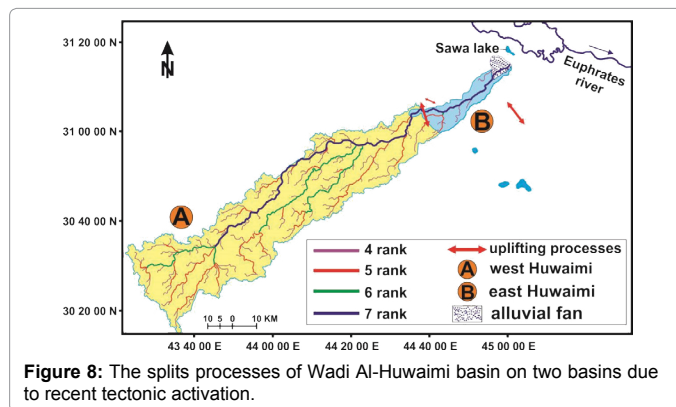 31 20 00 N
31 00 00 N
30 40 00 N
30 20 00 N
N
Sawa lake
Euphrates
river
A
B
4 rank
5 rank
6 rank
7 rank
uplifting processes
A west Huwaimi
B east Huwaimi
alluvial fan
10 5 0 10 KM
43 40 00 E
44 00 00 E
44 20 00 E
44 40 00 E
45 00 00 E
Figure 8: The splits processes of Wadi Al-Huwaimi basin on two basins due
to recent tectonic activation.